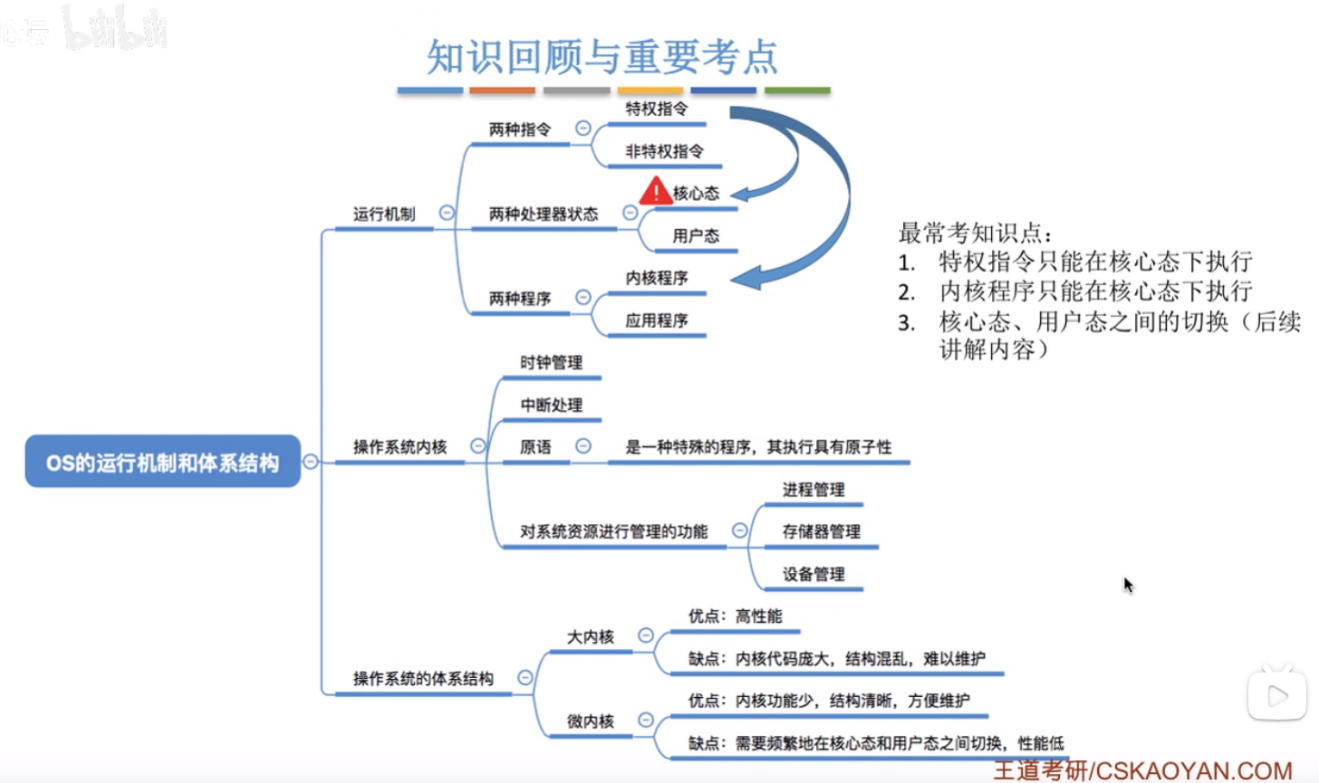 bilibili
知识回顾与重要考点
特权指令
两种指令
非特权指令
核心态
运行机制
两种处理器状态
用户态
内核程序
两种程序
应用程序
最常考知识点：
1. 特权指令只能在核心态下执行
2. 内核程序只能在核心态下执行
3. 核心态、用户态之间的切换（后续
讲解内容）
时钟管理
中断处理
操作系统内核
原语
是一种特殊的程序，其执行具有原子性
OS的运行机制和体系结构
进程管理
对系统资源进行管理的功能
存储器管理
设备管理
优点：高性能
大内核
缺点：内核代码庞大，结构混乱，难以维护
操作系统的体系结构
优点：内核功能少，结构清晰，方便维护
微内核
缺点：需要频繁地在核心态和用户态之间切换，性能低
王道考研/CSKAOYAN.COM